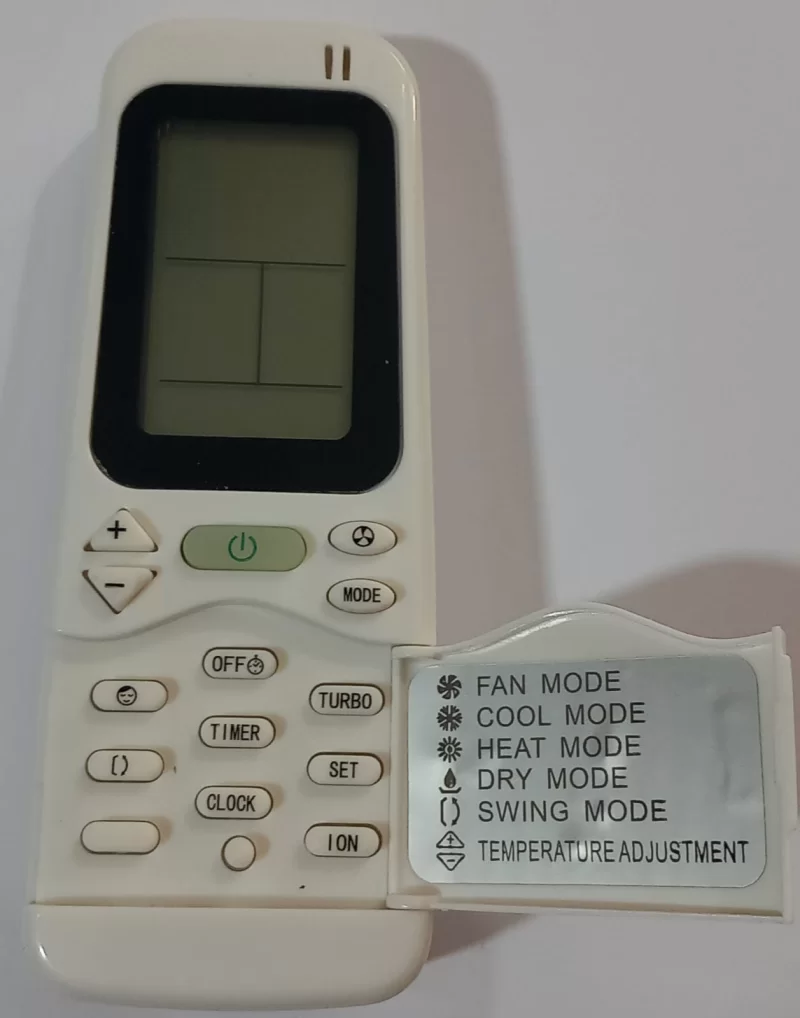 +
−
MODE
OFF
TURBO
TIMER
SET
CLOCK
ION
FAN MODE
COOL MODE
HEAT MODE
DRY MODE
SWING MODE
TEMPERATURE ADJUSTMENT